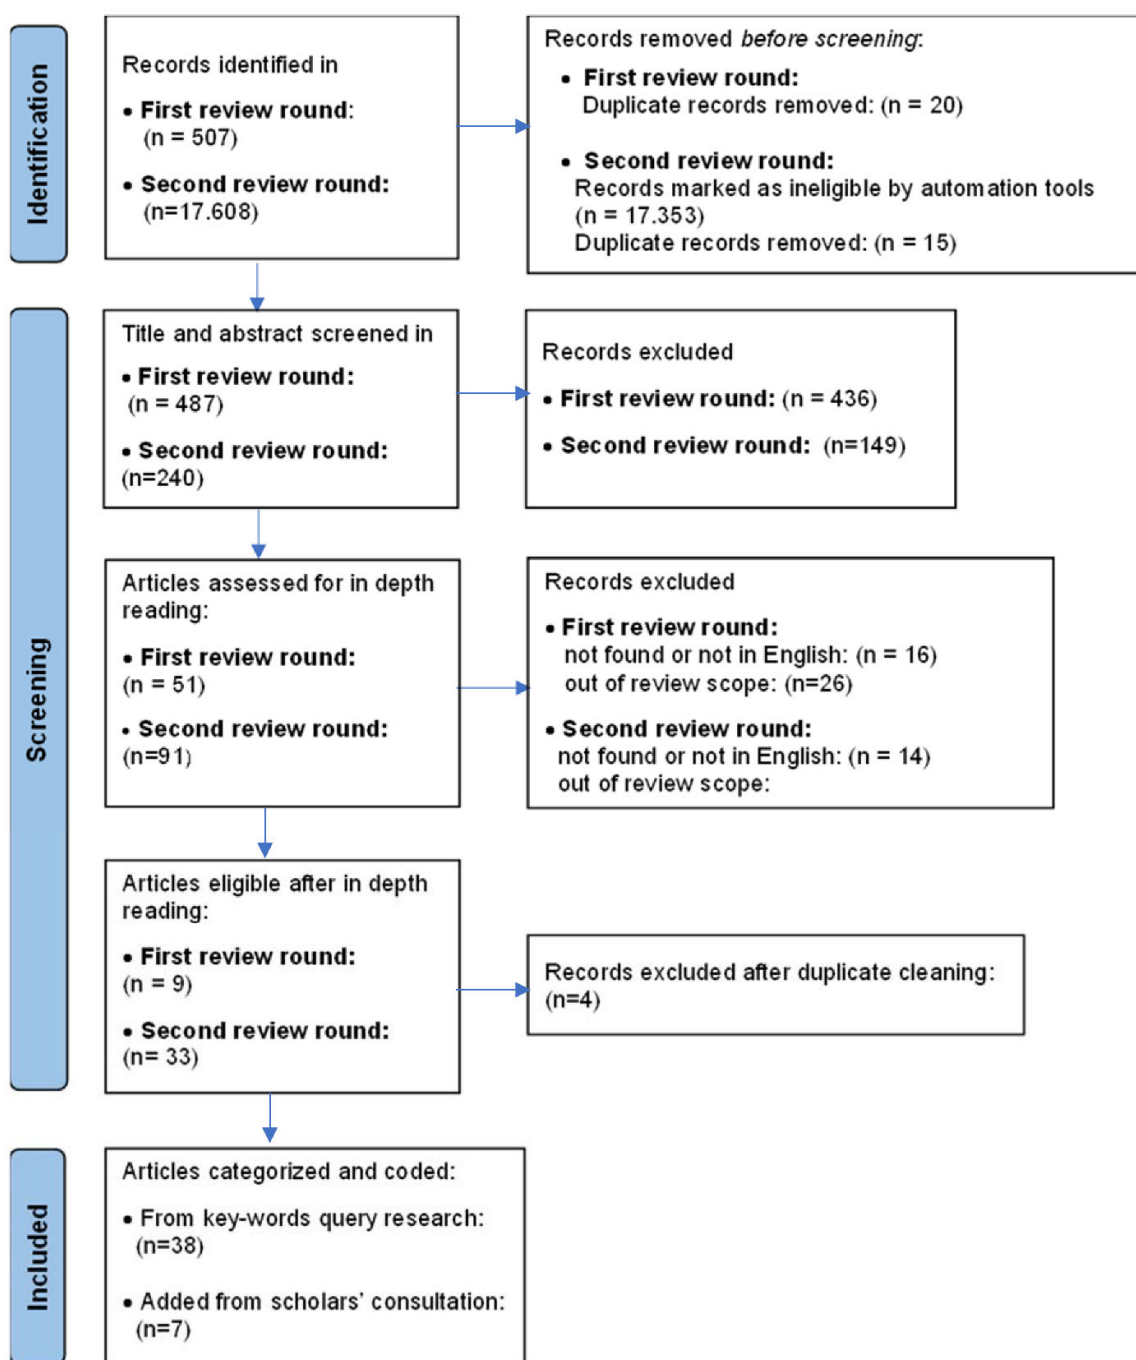 Identification
Records identified in
• First review round:
(n = 507)
• Second review round:
(n=17.608)
Records removed before screening:
• First review round:
Duplicate records removed: (n = 20)
• Second review round:
Records marked as ineligible by automation tools
(n = 17.353)
Duplicate records removed: (n = 15)
Screening
Title and abstract screened in
• First review round:
(n = 487)
• Second review round:
(n=240)
Records excluded
• First review round: (n = 436)
• Second review round: (n=149)
Articles assessed for in depth
reading:
• First review round:
(n = 51)
• Second review round:
(n=91)
Records excluded
• First review round:
not found or not in English: (n = 16)
out of review scope: (n=26)
• Second review round:
not found or not in English: (n = 14)
out of review scope:
Articles eligible after in depth
reading:
• First review round:
(n = 9)
• Second review round:
(n= 33)
Records excluded after duplicate cleaning:
(n=4)
Included
Articles categorized and coded:
• From key-words query research:
(n=38)
• Added from scholars’ consultation:
(n=7)